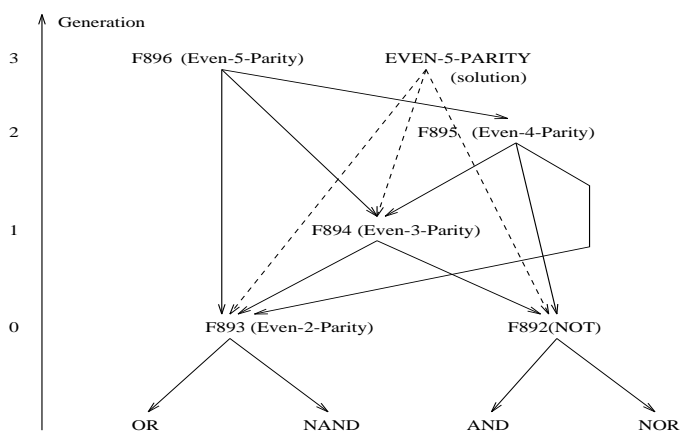 Generation
3 F896 (Even-5-Parity) EVEN-5-PARITY
(solution)
2 F895 (Even-4-Parity)
1 F894 (Even-3-Parity)
0 F893 (Even-2-Parity) F892(NOT)
OR NAND AND NOR